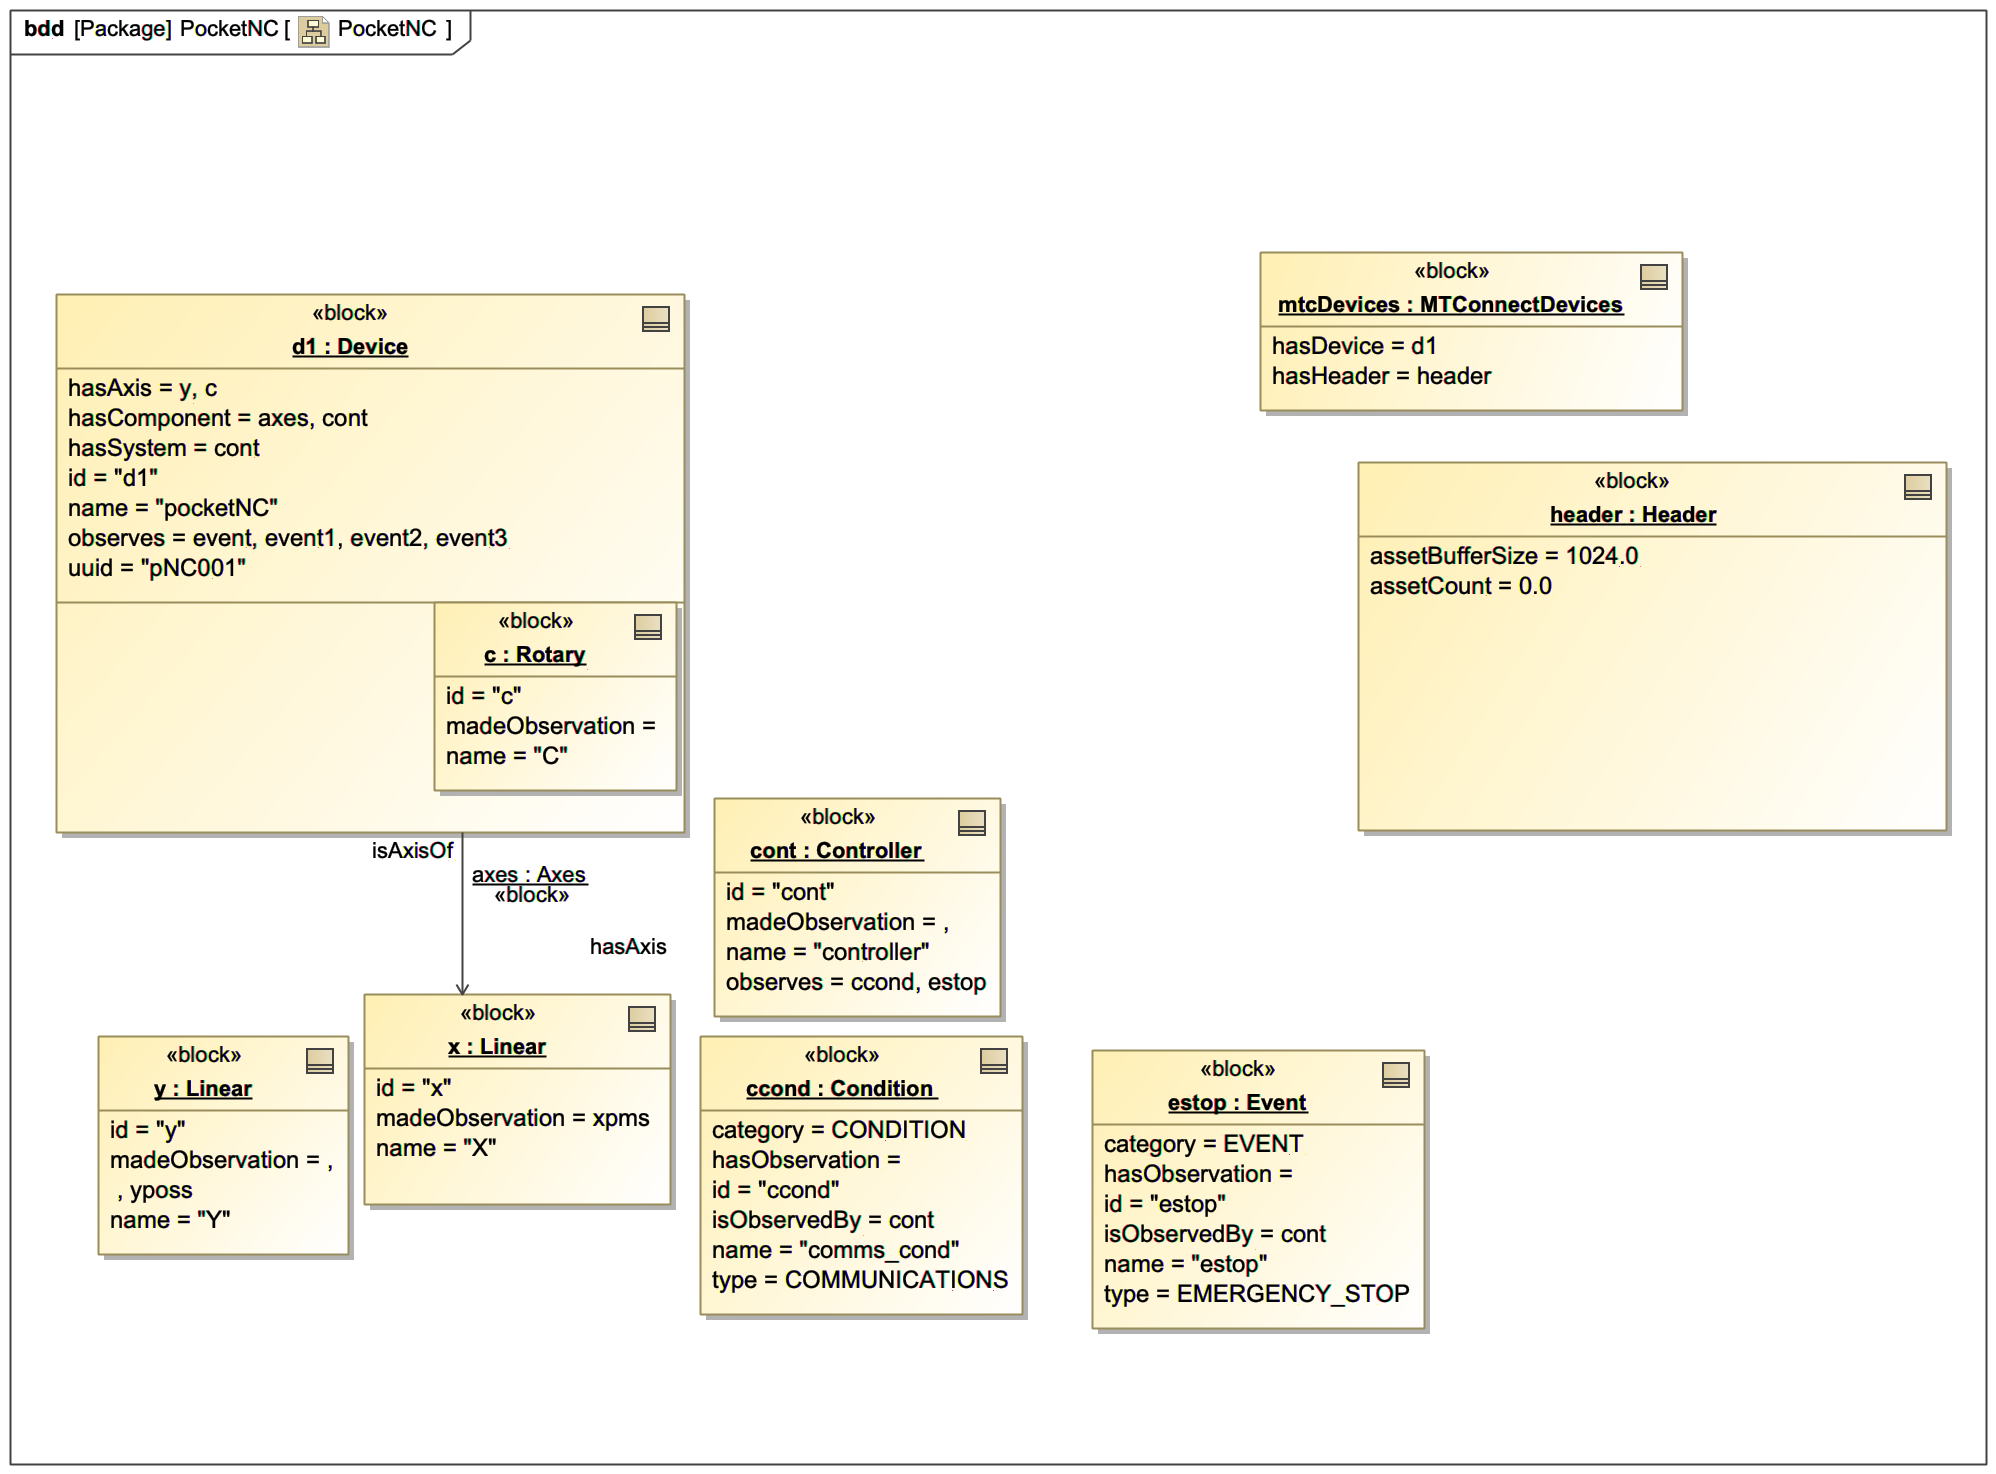 bdd [Package] PocketNC [ PocketNC ]
«block»
d1 : Device
hasAxis = y, c
hasComponent = axes, cont
hasSystem = cont
id = "d1"
name = "pocketNC"
observes = event, event1, event2, event3
uuid = "pNC001"
«block»
c : Rotary
id = "c"
madeObservation =
name = "C"
«block»
mtcDevices : MTConnectDevices
hasDevice = d1
hasHeader = header
«block»
header : Header
assetBufferSize = 1024.0
assetCount = 0.0
isAxisOf
axes : Axes
«block»
hasAxis
«block»
cont : Controller
id = "cont"
madeObservation = ,
name = "controller"
observes = ccond, estop
«block»
y : Linear
id = "y"
madeObservation = ,
, yposs
name = "Y"
«block»
x : Linear
id = "x"
madeObservation = xpms
name = "X"
«block»
ccond : Condition
category = CONDITION
hasObservation =
id = "ccond"
isObservedBy = cont
name = "comms_cond"
type = COMMUNICATIONS
«block»
estop : Event
category = EVENT
hasObservation =
id = "estop"
isObservedBy = cont
name = "estop"
type = EMERGENCY_STOP